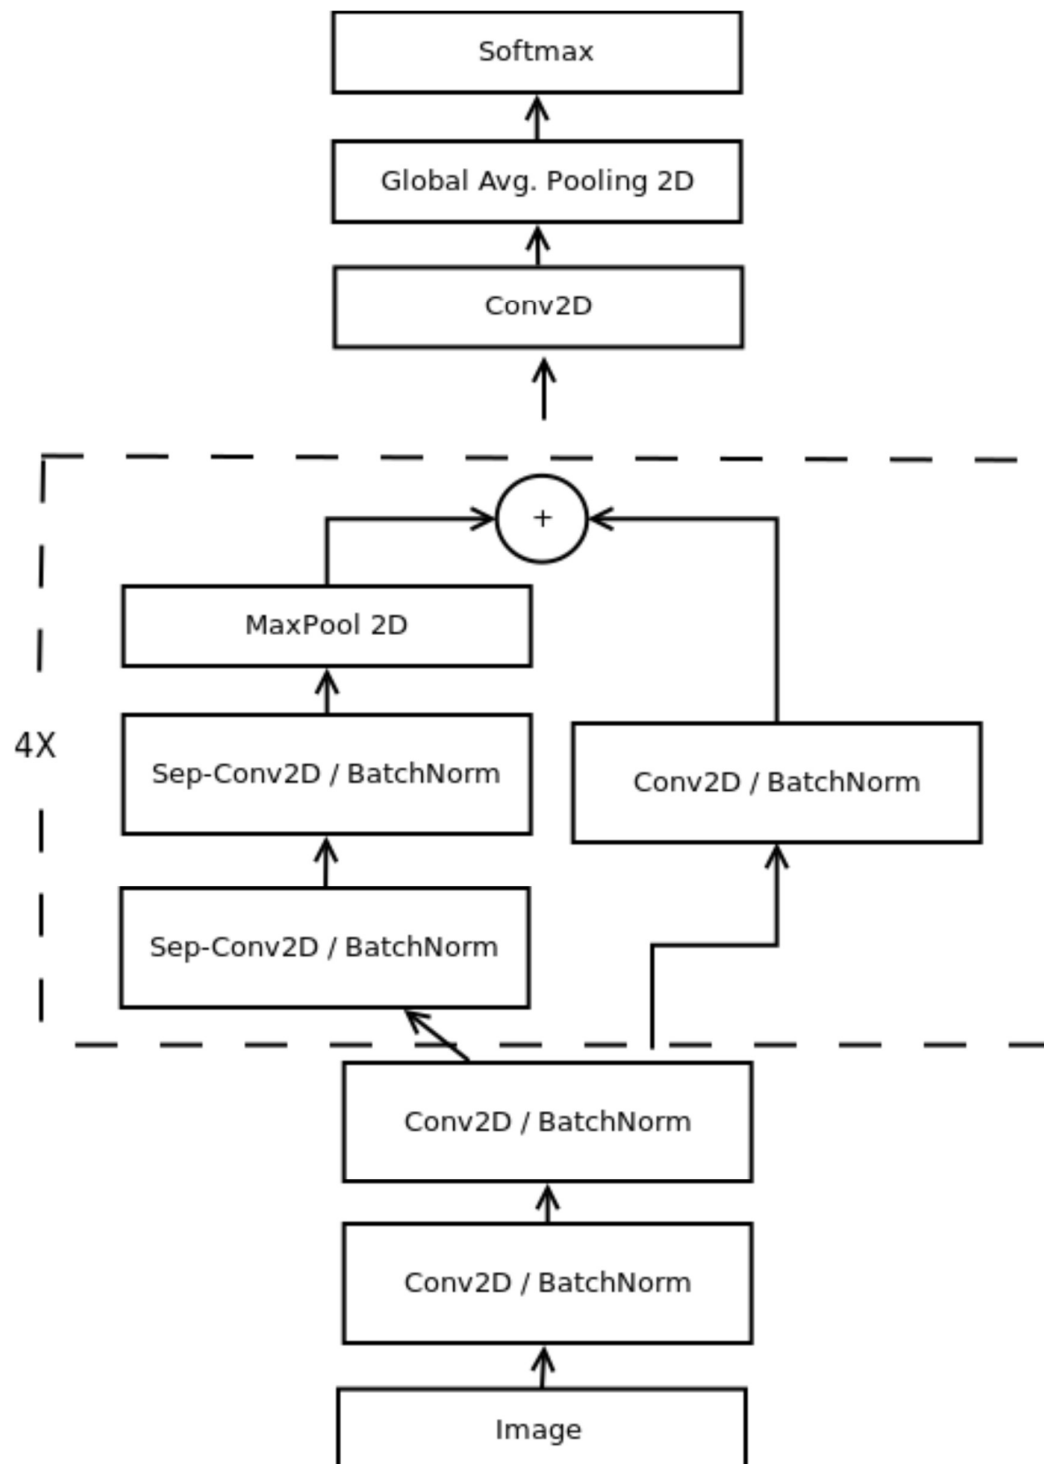 Softmax
Global Avg. Pooling 2D
Conv2D
+
MaxPool 2D
4X
Sep-Conv2D / BatchNorm
Conv2D / BatchNorm
Sep-Conv2D / BatchNorm
Conv2D / BatchNorm
Conv2D / BatchNorm
Image